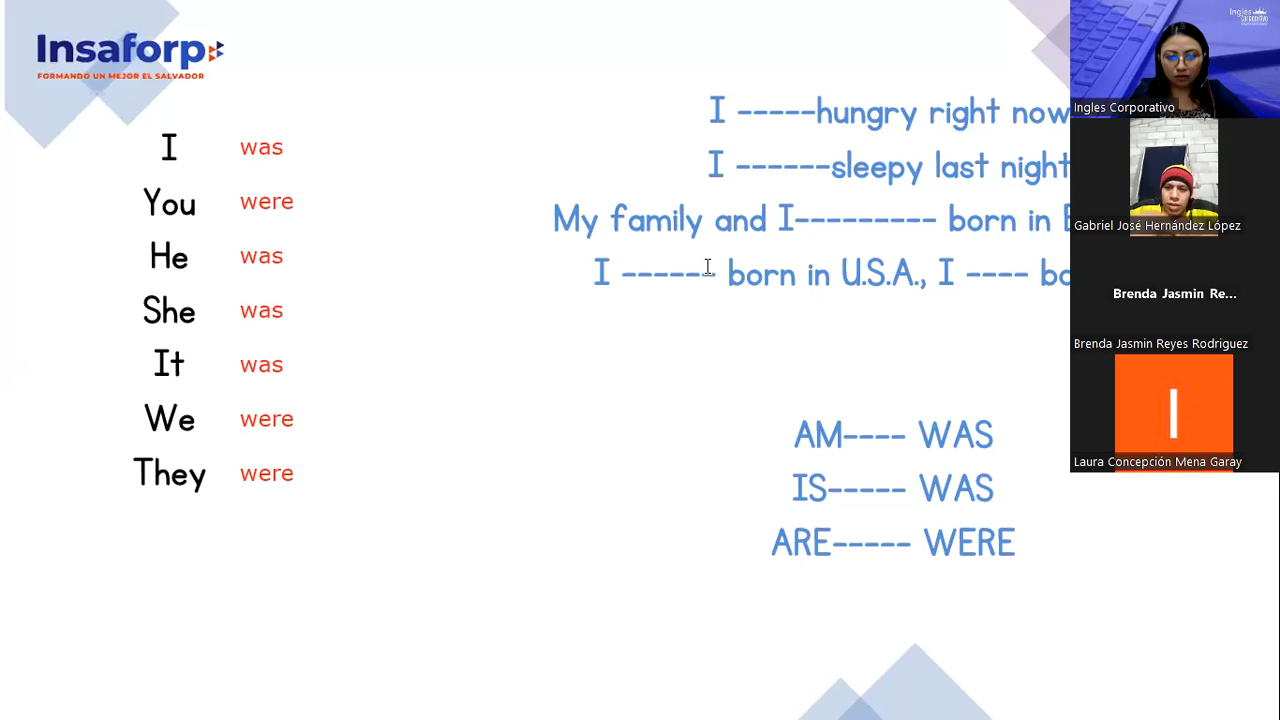 Insaforp
FORMANDO UN MEJOR EL SALVADOR
I was
You were
He was
She was
It was
We were
They were
I -----hungry right now
I ------sleepy last night
My family and I--------- born in
I ------ born in U.S.A., I ---- bo
AM---- WAS
IS----- WAS
ARE----- WERE
Ingles
Ingles Corporativo
Gabriel José Hernández López
Brenda Jasmin Re...
Brenda Jasmin Reyes Rodriguez
I
Laura Concepción Mena Garay